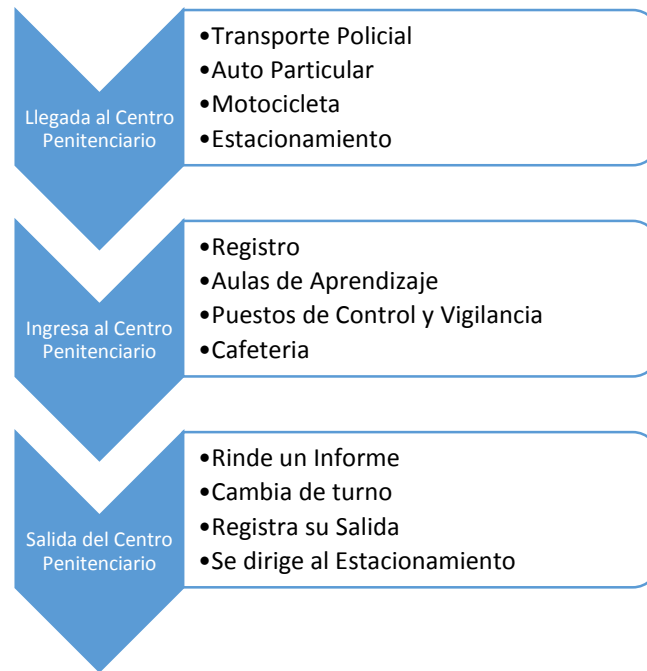 Llegada al Centro
Penitenciario
•Transporte Policial
•Auto Particular
•Motocicleta
•Estacionamiento
Ingresa al Centro
Penitenciario
•Registro
•Aulas de Aprendizaje
•Puestos de Control y Vigilancia
•Cafeteria
Salida del Centro
Penitenciario
•Rinde un Informe
•Cambia de turno
•Registra su Salida
•Se dirige al Estacionamiento